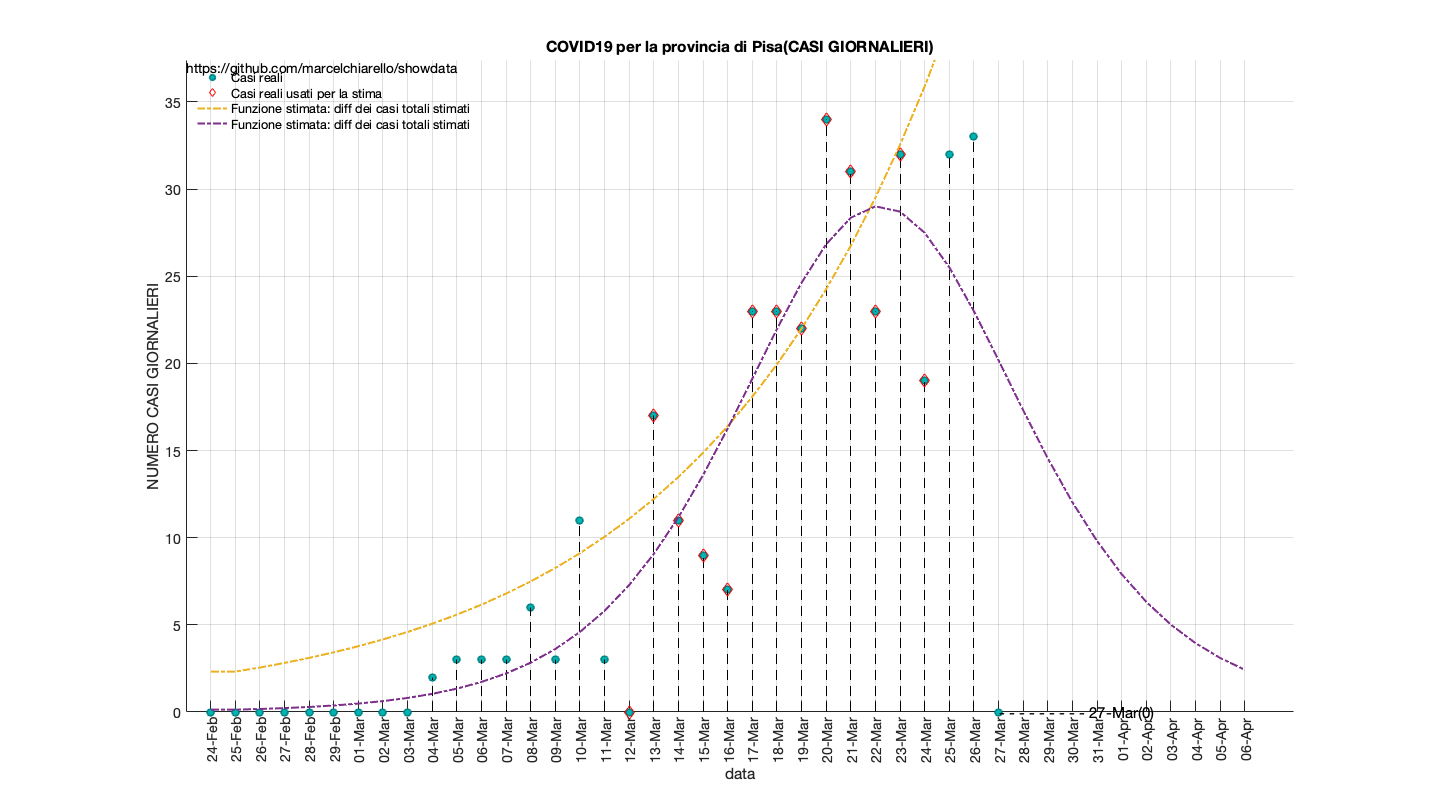 COVID19 per la provincia di Pisa(CASI GIORNALIERI)
https://github.com/marcelchiarello/showdata
Casi reali
Casi reali usati per la stima
Funzione stimata: diff dei casi totali stimati
Funzione stimata: diff dei casi totali stimati
35
30
25
20
15
10
5
0
NUMERO CASI GIORNALIERI
27-Mar(0)
24-Feb
25-Feb
26-Feb
27-Feb
28-Feb
29-Feb
01-Mar
02-Mar
03-Mar
04-Mar
05-Mar
06-Mar
07-Mar
08-Mar
09-Mar
10-Mar
11-Mar
12-Mar
13-Mar
14-Mar
15-Mar
16-Mar
17-Mar
18-Mar
19-Mar
20-Mar
21-Mar
22-Mar
23-Mar
24-Mar
25-Mar
26-Mar
27-Mar
28-Mar
29-Mar
30-Mar
31-Mar
01-Apr
02-Apr
03-Apr
04-Apr
05-Apr
06-Apr
data